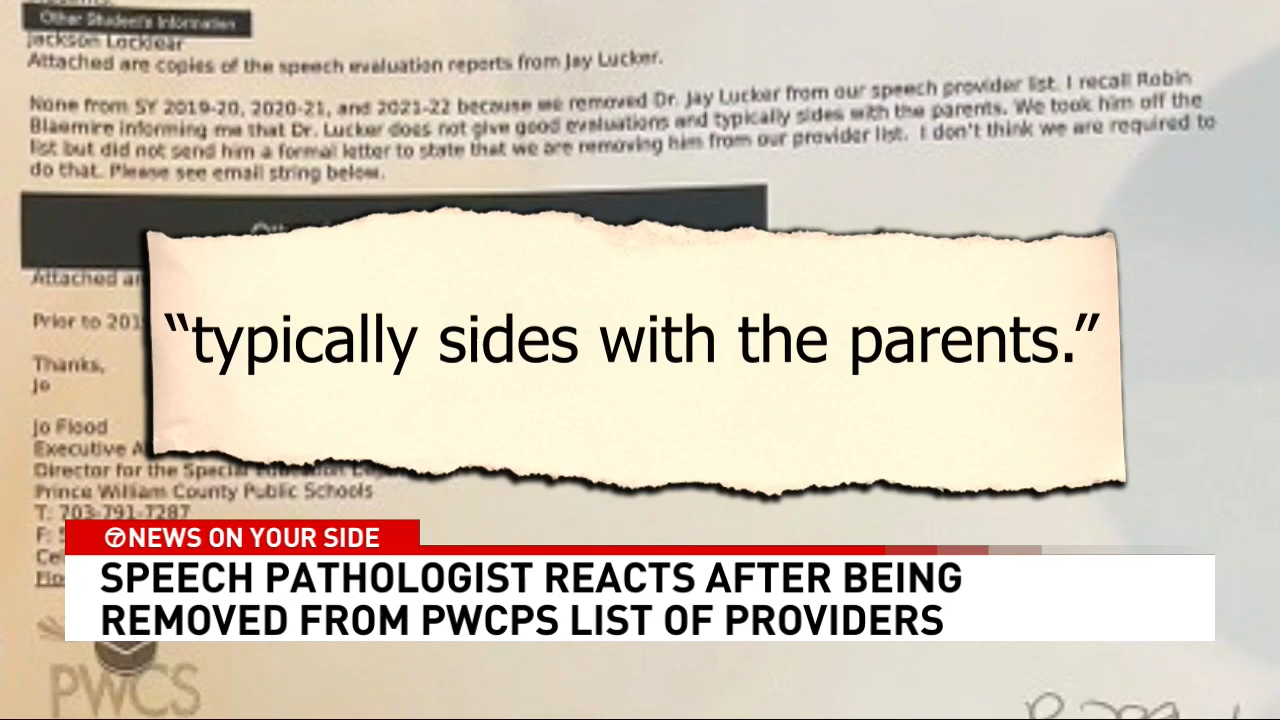 Other Student's Information
Jackson Locklear
Attached are copies of the speech evaluation reports from Jay Lucker.
None from SY 2019-20, 2020-21, and 2021-22 because we removed Dr. Jay Lucker from our speech provider list. I recall Robin
Blaemire informing me that Dr. Lucker does not give good evaluations and typically sides with the parents. We took him off the
list but did not send him a formal letter to state that we are removing him from our provider list. I don't think we are required to
do that. Please see email string below.
Attached
“typically sides with the parents.”
Prior to 201
Thanks,
Jo
Jo Flood
Executive A
Director for the Special
Prince William County Public Schools
T: 703-791-7287
F:
7NEWS ON YOUR SIDE
SPEECH PATHOLOGIST REACTS AFTER BEING
REMOVED FROM PWCPS LIST OF PROVIDERS
PWCS